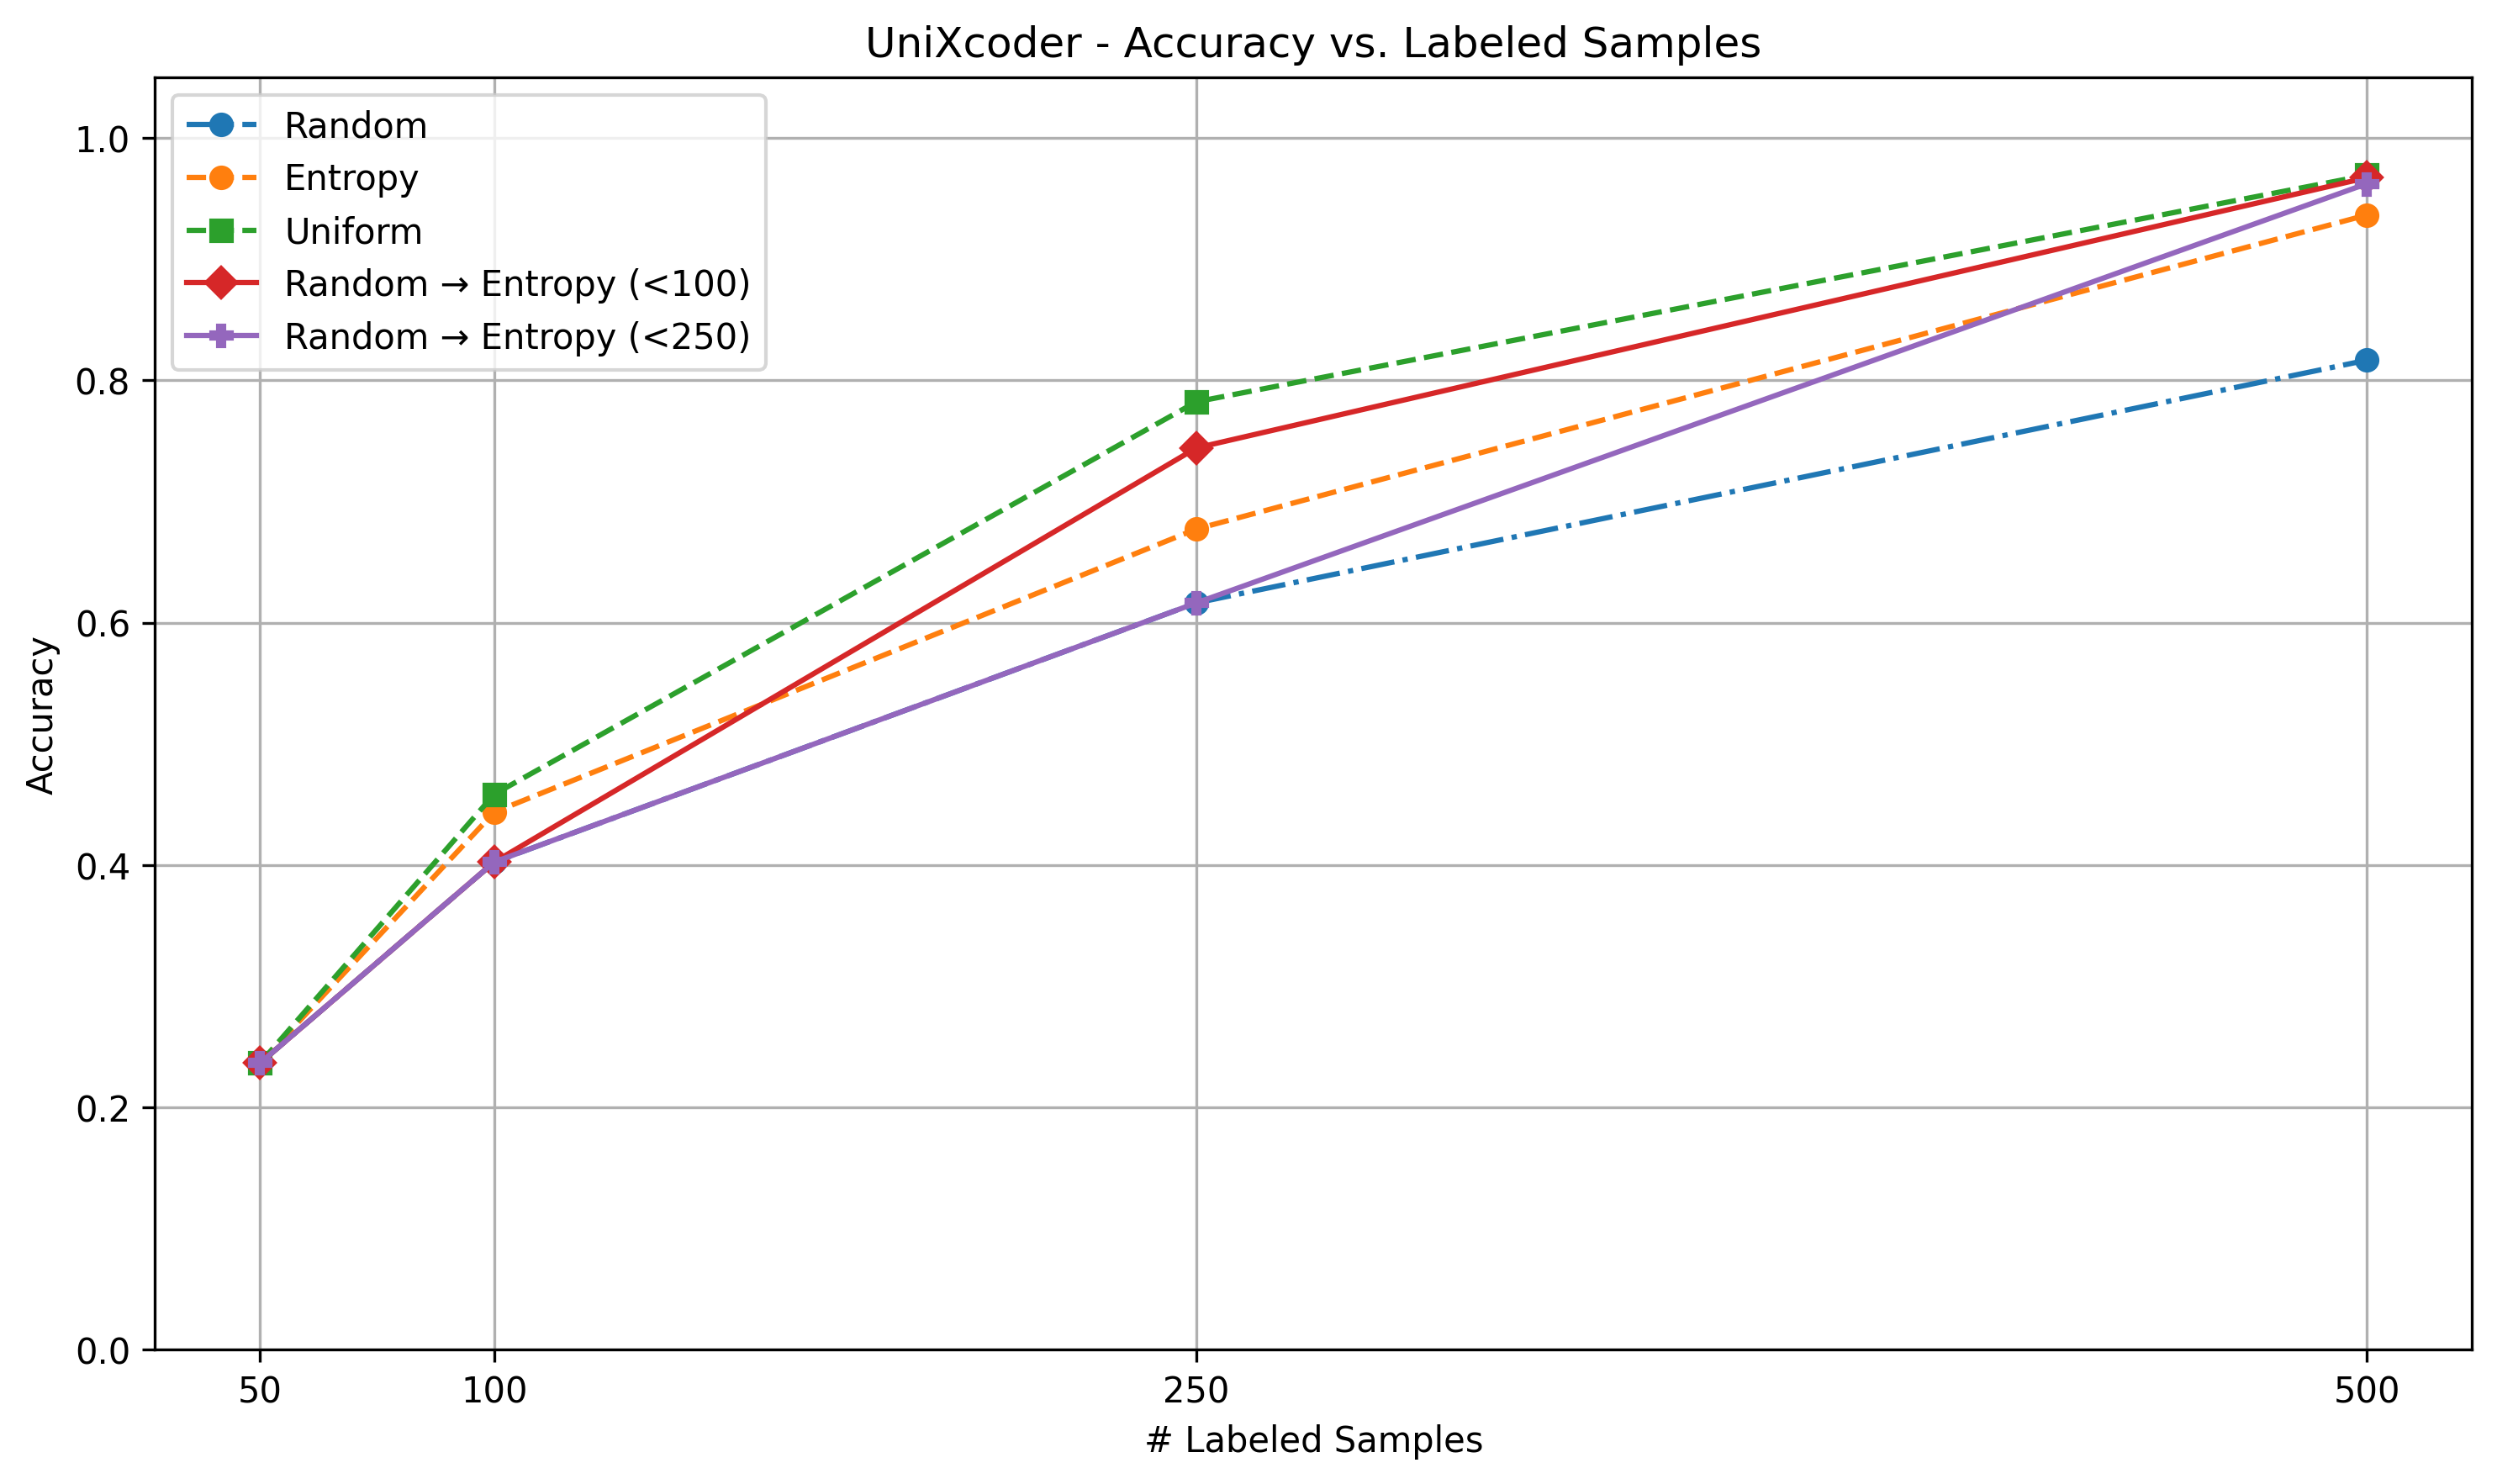 UniXcoder - Accuracy vs. Labeled Samples
Random
Entropy
Uniform
Random → Entropy (<100)
Random → Entropy (<250)
Accuracy
1.0
0.8
0.6
0.4
0.2
0.0
50 100 250 500
# Labeled Samples